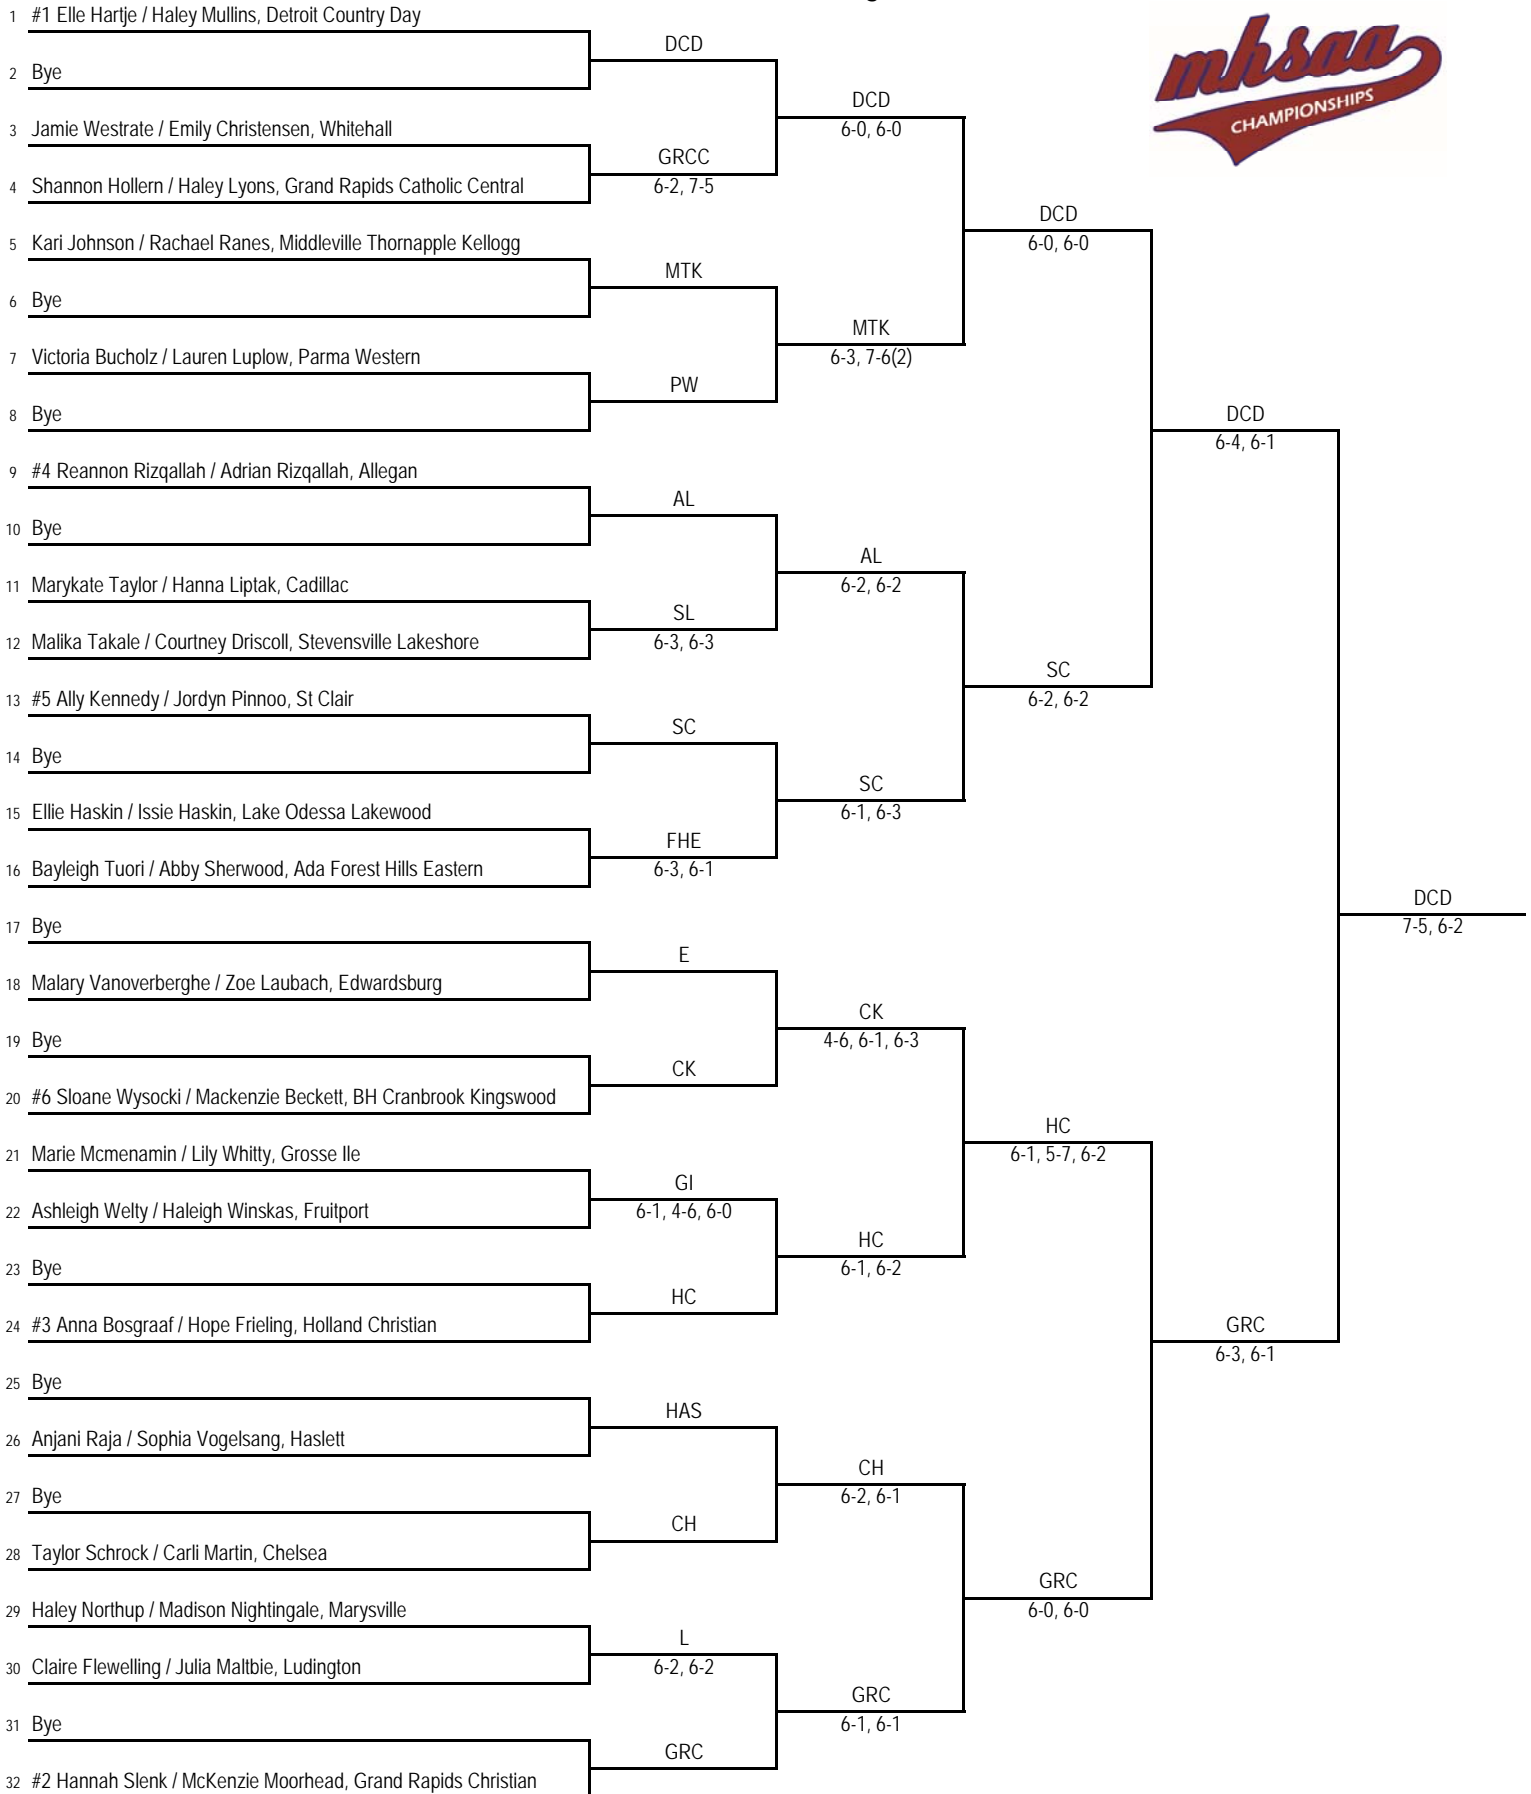 1 #1 Elle Hartje / Haley Mullins, Detroit Country Day
2 Bye
3 Jamie Westrate / Emily Christensen, Whitehall
4 Shannon Hollern / Haley Lyons, Grand Rapids Catholic Central
5 Kari Johnson / Rachael Ranes, Middleville Thornapple Kellogg
6 Bye
7 Victoria Bucholz / Lauren Luplow, Parma Western
8 Bye
9 #4 Reannon Rizqallah / Adrian Rizqallah, Allegan
10 Bye
11 Marykate Taylor / Hanna Liptak, Cadillac
12 Malika Takale / Courtney Driscoll, Stevensville Lakeshore
13 #5 Ally Kennedy / Jordyn Pinnoo, St Clair
14 Bye
15 Ellie Haskin / Issie Haskin, Lake Odessa Lakewood
16 Bayleigh Tuori / Abby Sherwood, Ada Forest Hills Eastern
17 Bye
18 Malary Vanoverberghe / Zoe Laubach, Edwardsburg
19 Bye
20 #6 Sloane Wysocki / Mackenzie Beckett, BH Cranbrook Kingswood
21 Marie Mcmenamin / Lily Whitty, Grosse Ile
22 Ashleigh Welty / Haleigh Winskas, Fruitport
23 Bye
24 #3 Anna Bosgraaf / Hope Frieling, Holland Christian
25 Bye
26 Anjani Raja / Sophia Vogelsang, Haslett
27 Bye
28 Taylor Schrock / Carli Martin, Chelsea
29 Haley Northup / Madison Nightingale, Marysville
30 Claire Flewelling / Julia Maltbie, Ludington
31 Bye
32 #2 Hannah Slenk / McKenzie Moorhead, Grand Rapids Christian
DCD
GRCC
6-2, 7-5
MTK
PW
AL
SL
6-3, 6-3
SC
FHE
6-3, 6-1
E
CK
GI
6-1, 4-6, 6-0
HC
HAS
CH
L
6-2, 6-2
GRC
DCD
6-0, 6-0
MTK
6-3, 7-6(2)
AL
6-2, 6-2
SC
6-1, 6-3
CK
4-6, 6-1, 6-3
HC
6-1, 6-2
CH
6-2, 6-1
GRC
6-1, 6-1
DCD
6-0, 6-0
SC
6-2, 6-2
HC
6-1, 5-7, 6-2
GRC
6-0, 6-0
DCD
6-4, 6-1
GRC
6-3, 6-1
DCD
7-5, 6-2
mhsaa
CHAMPIONSHIPS